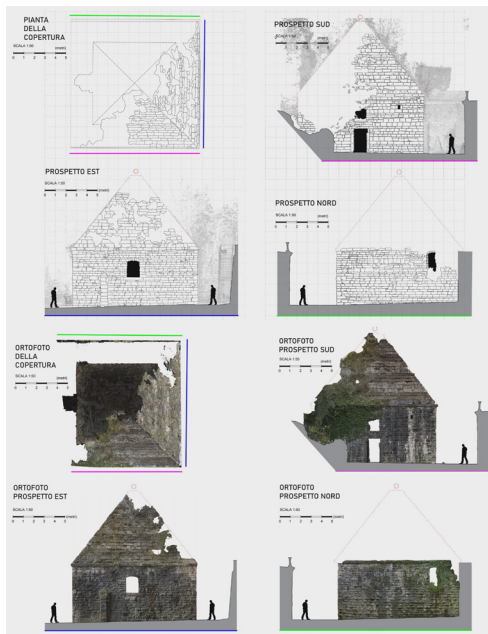 PIANTA
DELLA
COPERTURA
SCALA 1:50 (metri)
0 1 2 3 4 5
PROSPETTO SUD
SCALA 1:50 (metri)
0 1 2 3 4 5
PROSPETTO EST
SCALA 1:50 (metri)
0 1 2 3 4 5
PROSPETTO NORD
SCALA 1:50 (metri)
0 1 2 3 4 5
ORTOFOTO
DELLA
COPERTURA
SCALA 1:50 (metri)
0 1 2 3 4 5
ORTOFOTO
PROSPETTO SUD
SCALA 1:50 (metri)
0 1 2 3 4 5
ORTOFOTO
PROSPETTO EST
SCALA 1:50 (metri)
0 1 2 3 4 5
ORTOFOTO
PROSPETTO NORD
SCALA 1:50 (metri)
0 1 2 3 4 5